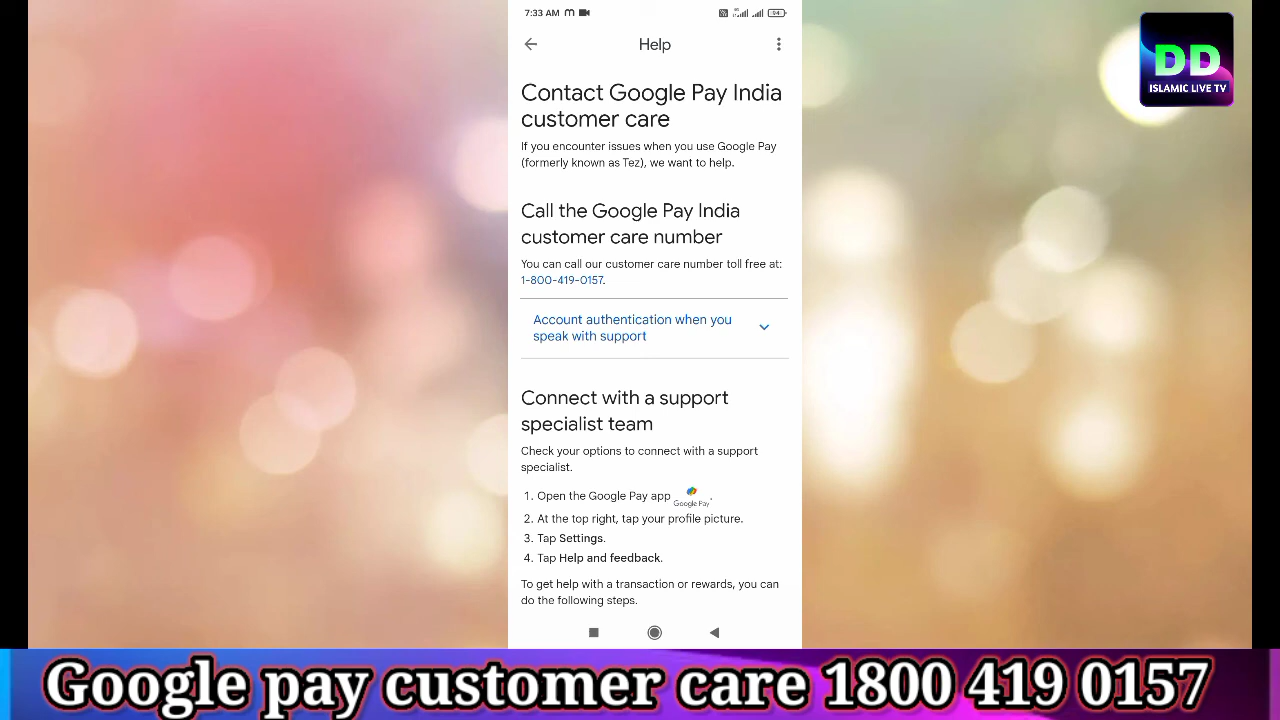 7:33 AM
94
Help
DD
ISLAMIC LIVE TV
Contact Google Pay India
customer care
If you encounter issues when you use Google Pay
(formerly known as Tez), we want to help.
Call the Google Pay India
customer care number
You can call our customer care number toll free at:
1-800-419-0157.
Account authentication when you
speak with support
Connect with a support
specialist team
Check your options to connect with a support
specialist.
1. Open the Google Pay app Google Pay.
2. At the top right, tap your profile picture.
3. Tap Settings.
4. Tap Help and feedback.
To get help with a transaction or rewards, you can
do the following steps.
Google pay customer care 1800 419 0157